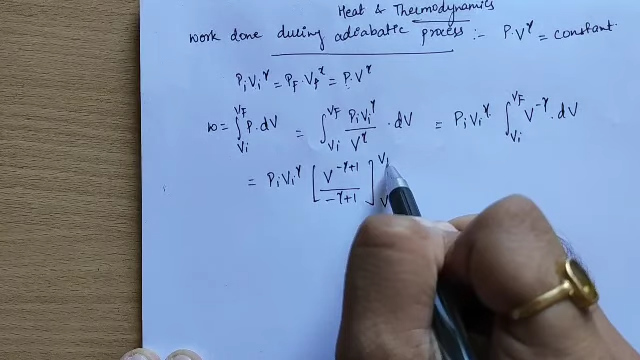 Heat & Thermodynamics
work done during adiabatic process :- P.V^γ = constant.
P_i V_i^γ = P_F V_f^γ = P.V^γ
w = ∫_{V_i}^{V_F} P.dV = ∫_{V_i}^{V_F} P_i V_i^γ / V^γ . dV = P_i V_i^γ. ∫_{V_i}^{V_F} V^{-γ}. dV
= P_i V_i^γ [ V^{-γ+1} / -γ+1 ]